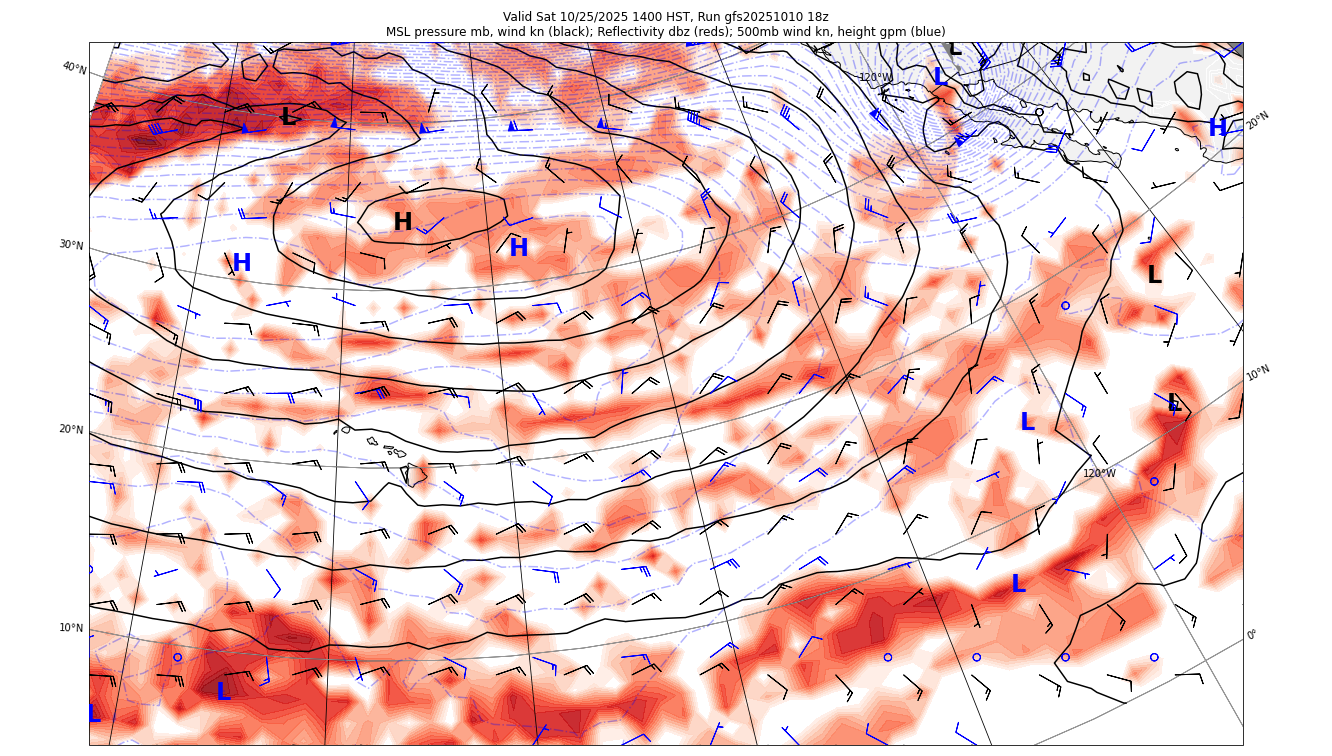 Valid Sat 10/25/2025 1400 HST, Run gfs20251010 18z
MSL pressure mb, wind kn (black); Reflectivity dbz (reds); 500mb wind kn, height gpm (blue)
L
40°N
120°W
L
L
20°N
H
H
30°N
H
H
L
10°N
L
20°N
L
120°W
L
10°N
0°
L
L